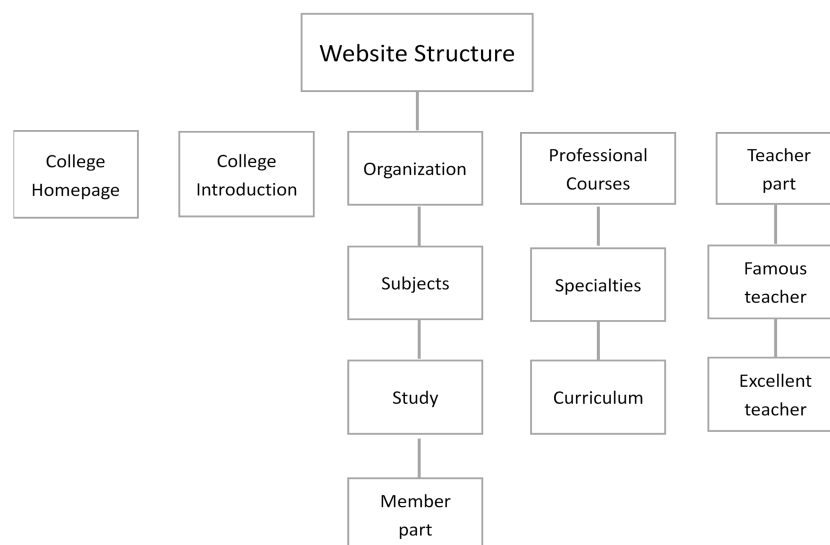 Website Structure
College
Homepage
College
Introduction
Organization
Professional
Courses
Teacher
part
Subjects
Specialties
Famous
teacher
Study
Curriculum
Excellent
teacher
Member
part